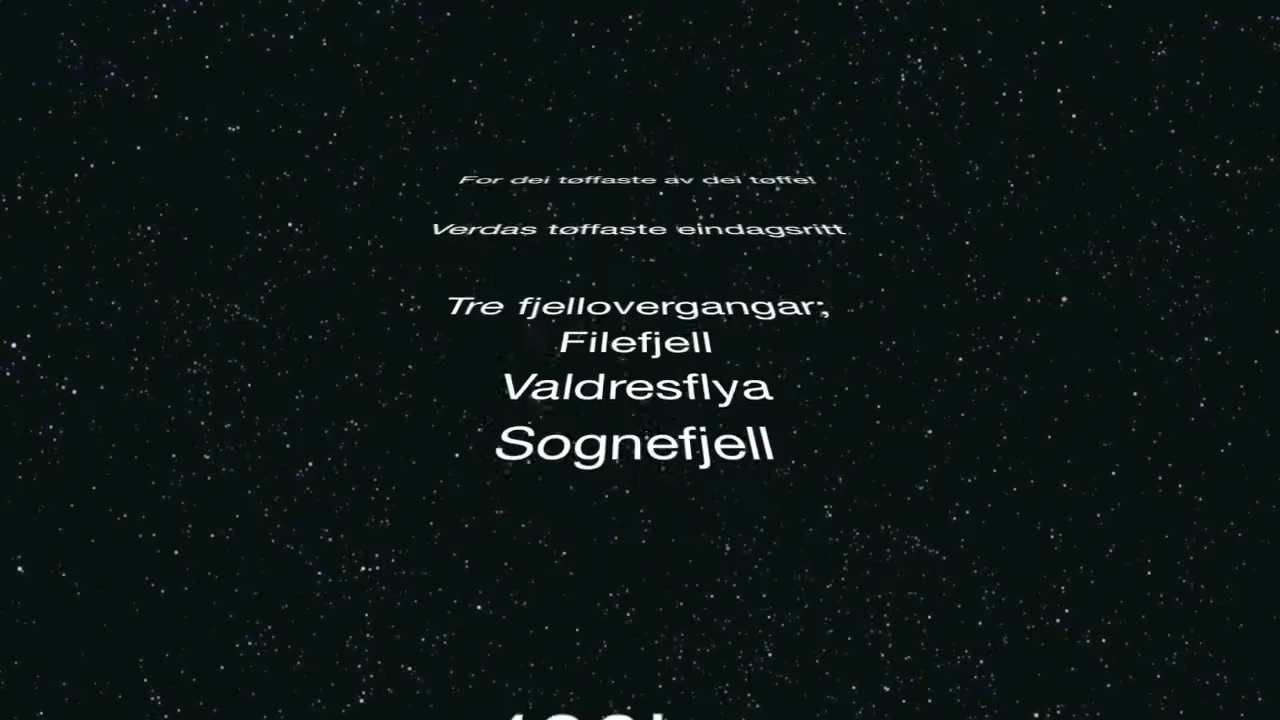 For dei tøffaste av dei tøffe!
Verdas tøffaste eindagsritt
Tre fjellovergangar;
Filefjell
Valdresflya
Sognefjell